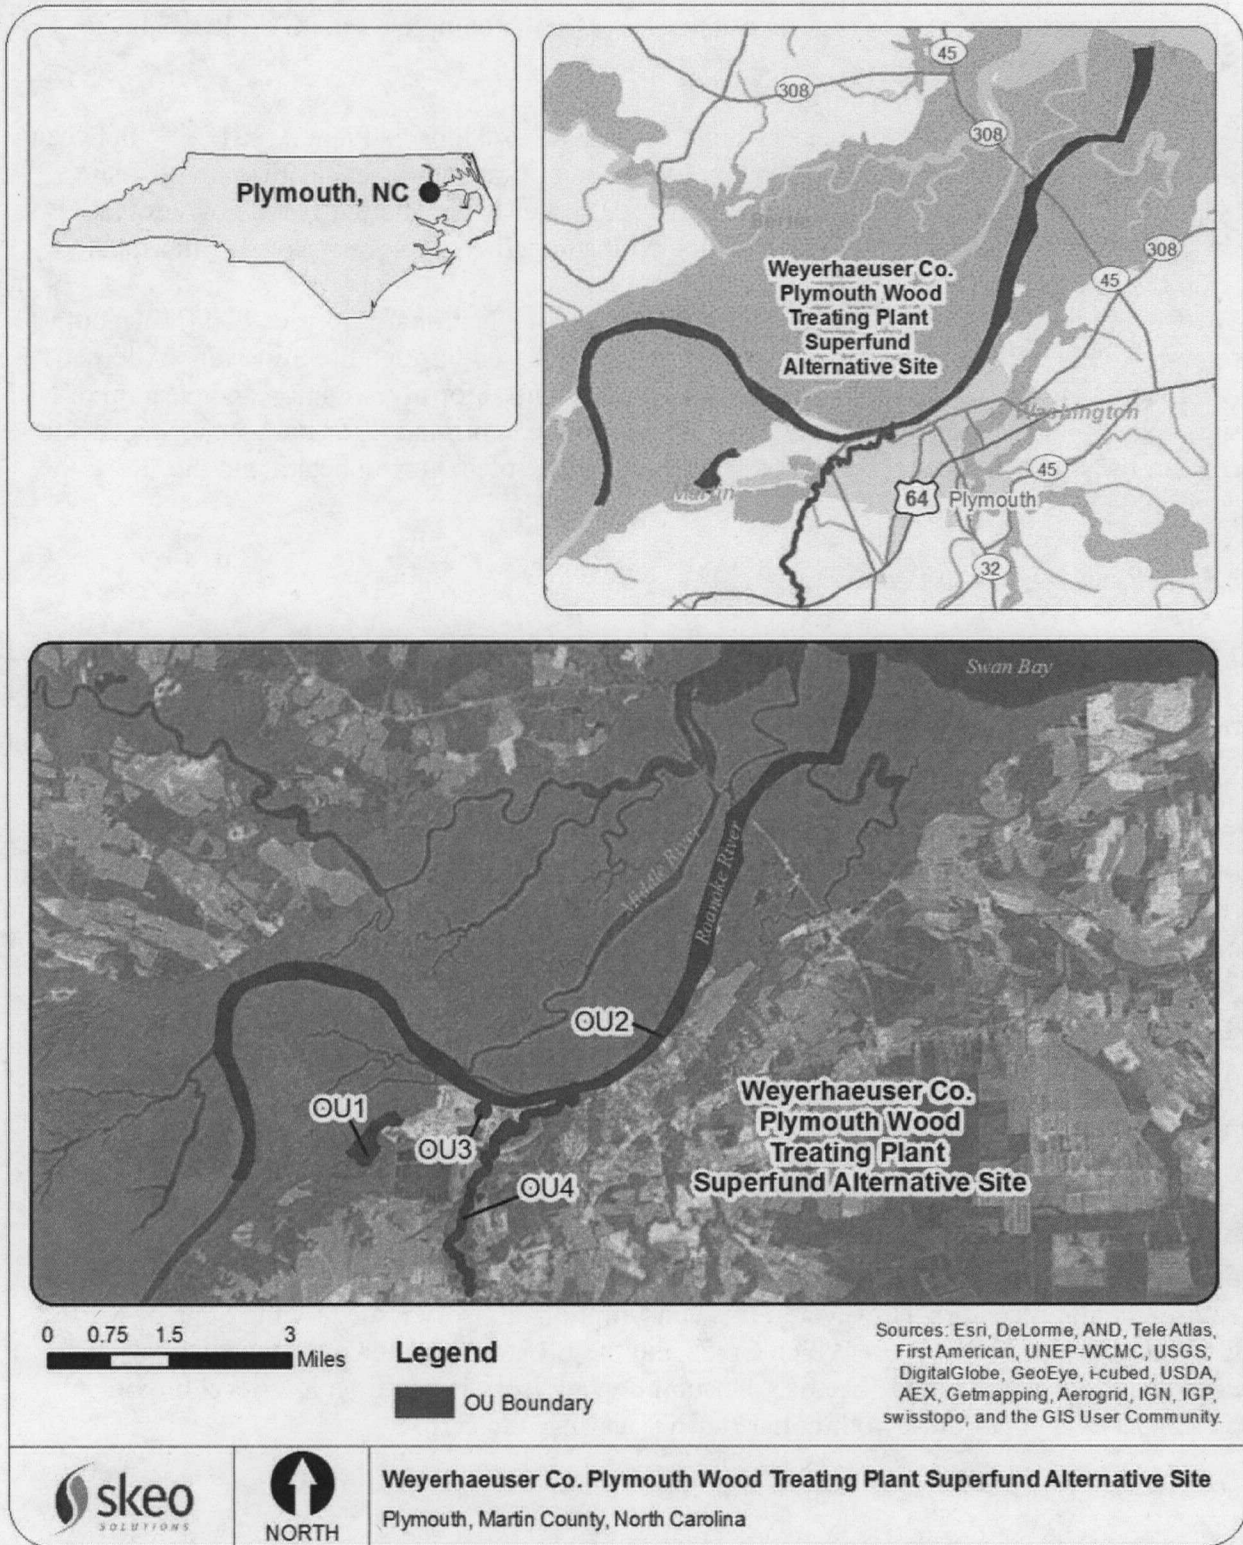 Plymouth, NC
45
308
308
Bertie
Weyerhaeuser Co.
Plymouth Wood
Treating Plant
Superfund
Alternative Site
308
45
Washington
45
Martin
64
Plymouth
32
Swan Bay
Middle River
Roanoke River
OU2
OU1
OU3
OU4
Weyerhaeuser Co.
Plymouth Wood
Treating Plant
Superfund Alternative Site
0 0.75 1.5 3
Miles
Legend
OU Boundary
Sources: Esri, DeLorme, AND, Tele Atlas,
First American, UNEP-WCMC, USGS,
DigitalGlobe, GeoEye, i-cubed, USDA,
AEX, Getmapping, Aerogrid, IGN, IGP,
swisstopo, and the GIS User Community.
skeo
SOLUTIONS
NORTH
Weyerhaeuser Co. Plymouth Wood Treating Plant Superfund Alternative Site
Plymouth, Martin County, North Carolina